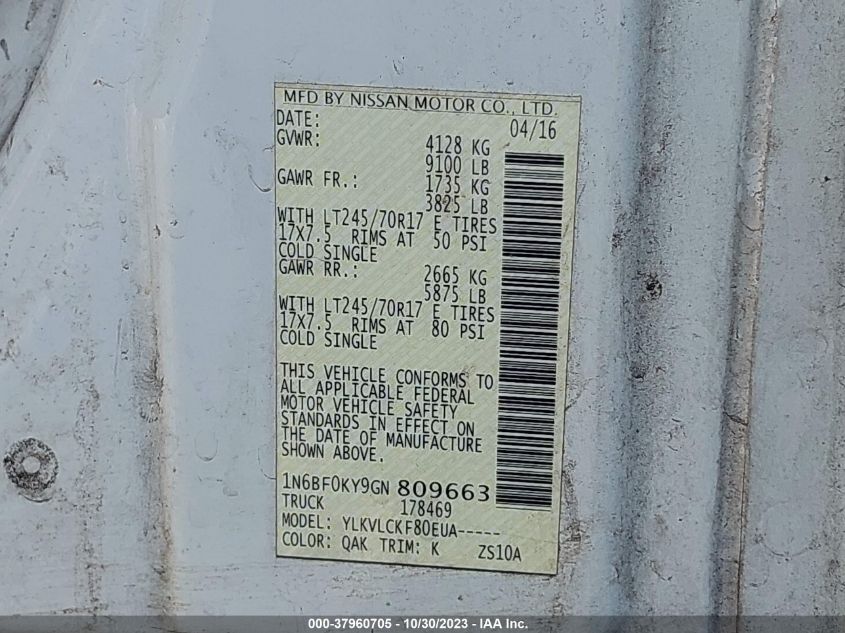 MFD BY NISSAN MOTOR CO., LTD.
DATE: 04/16
GVWR: 4128 KG
9100 LB
GAWR FR.: 1735 KG
3825 LB
WITH LT245/70R17 E TIRES
17X7.5 RIMS AT 50 PSI
COLD SINGLE
GAWR RR.: 2665 KG
5875 LB
WITH LT245/70R17 E TIRES
17X7.5 RIMS AT 80 PSI
COLD SINGLE
THIS VEHICLE CONFORMS TO
ALL APPLICABLE FEDERAL
MOTOR VEHICLE SAFETY
STANDARDS IN EFFECT ON
THE DATE OF MANUFACTURE
SHOWN ABOVE.
1N6BF0KY9GN 809663
TRUCK 178469
MODEL: YLKVLCKF80EUA-----
COLOR: QAK TRIM: K ZS10A
000-37960705 - 10/30/2023 - IAA Inc.